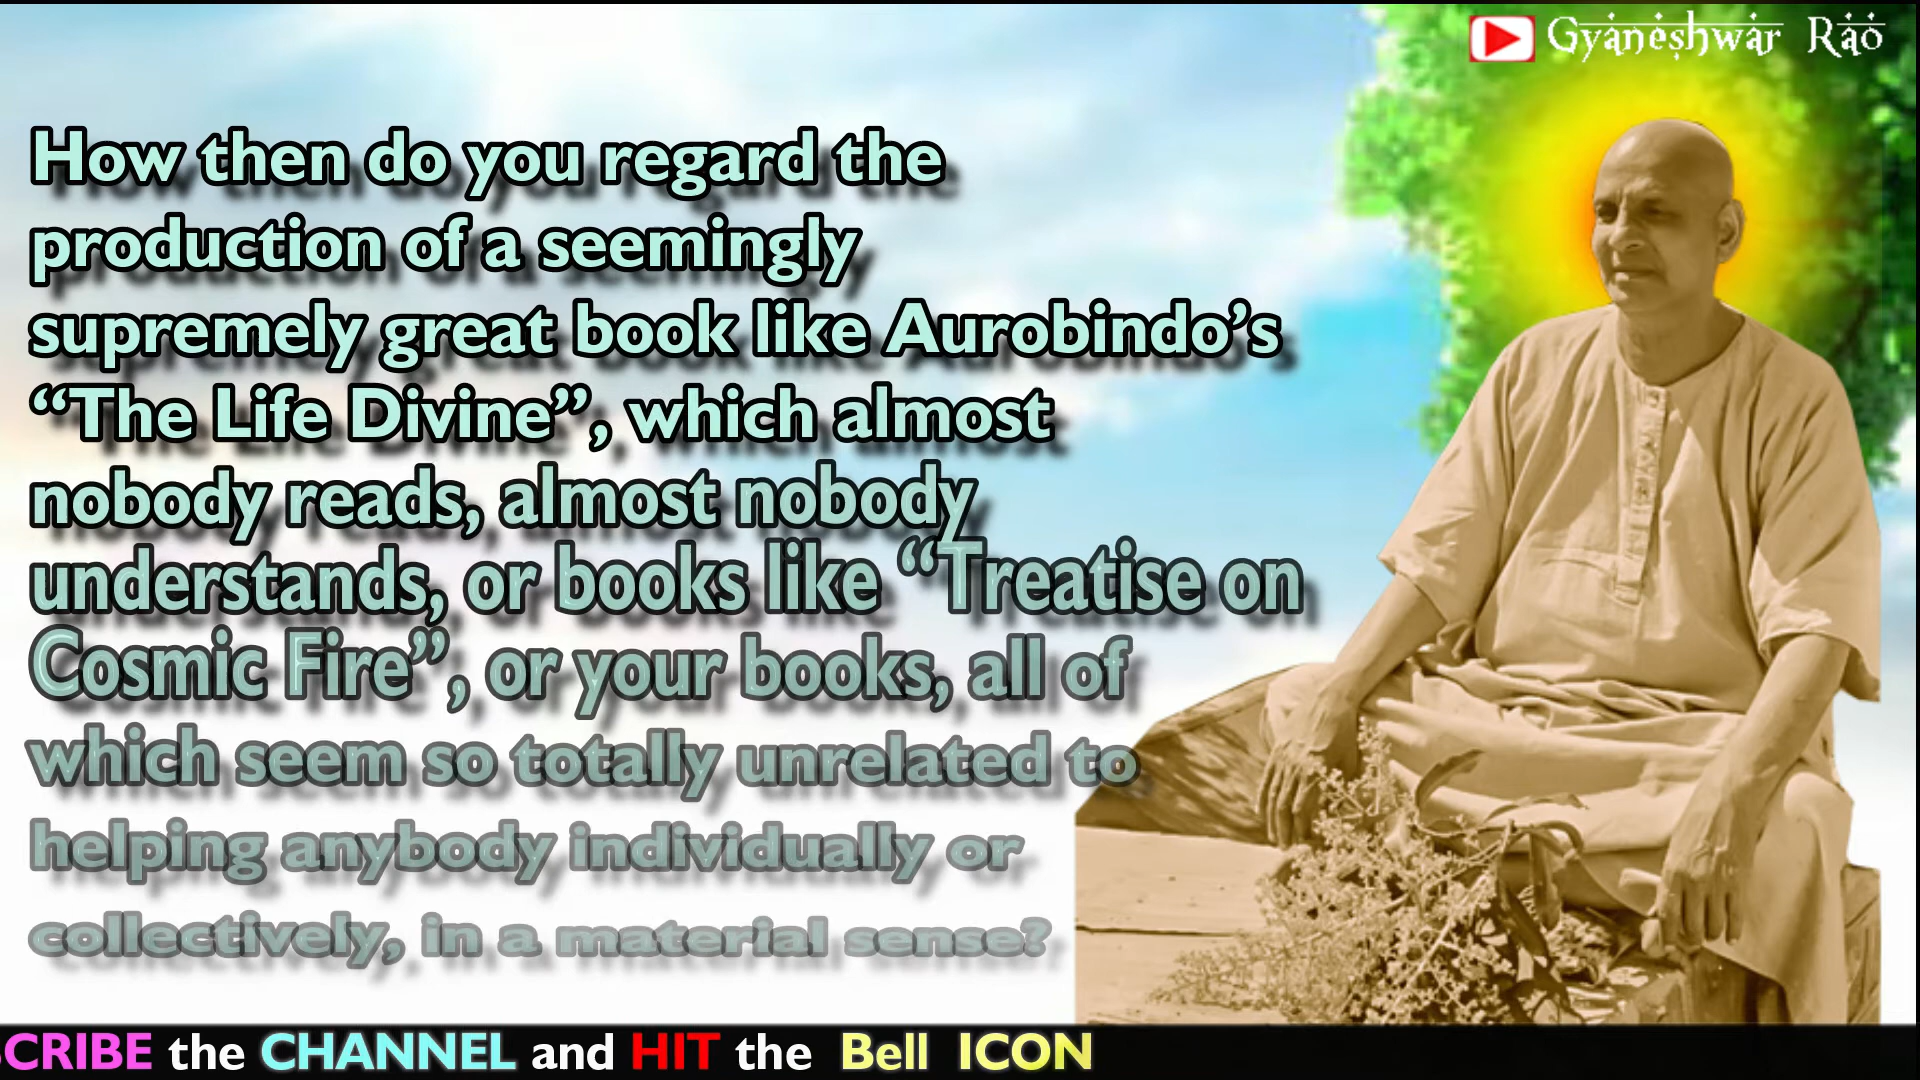 Gyaneshwar Rao
How then do you regard the
production of a seemingly
supremely great book like Aurobindo’s
“The Life Divine”, which almost
nobody reads, almost nobody
understands, or books like “Treatise on
Cosmic Fire”, or your books, all of
which seem so totally unrelated to
helping anybody individually or
collectively, in a material sense?
SCRIBE the CHANNEL and HIT the Bell ICON